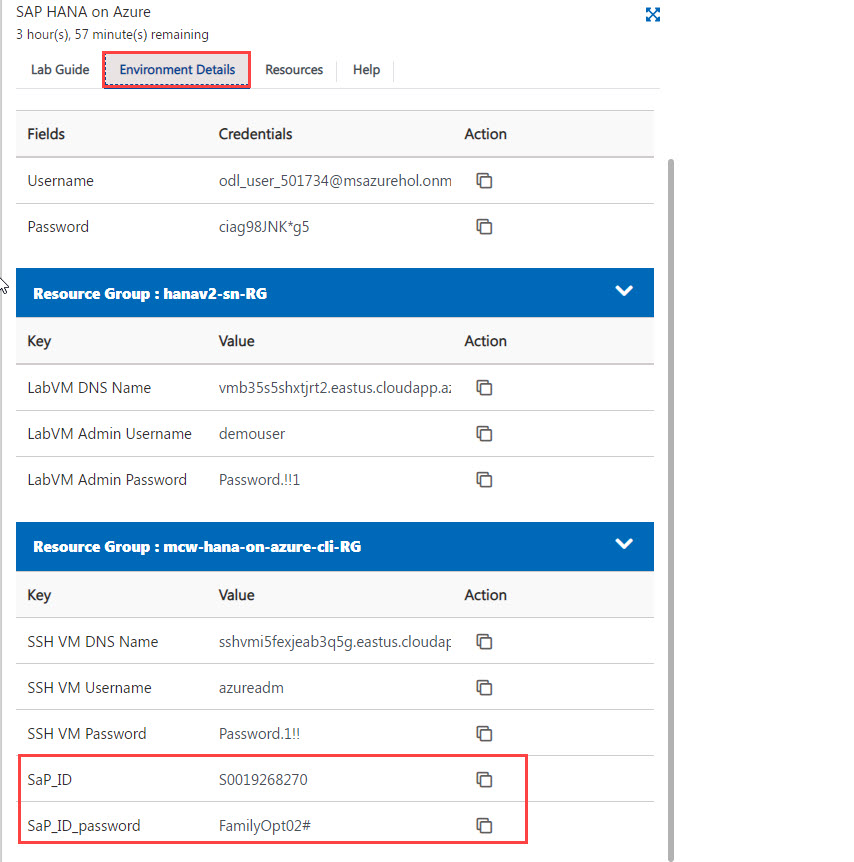 SAP HANA on Azure
3 hour(s), 57 minute(s) remaining
Lab Guide Environment Details Resources Help
Fields Credentials Action
Username odl_user_501734@msazurehol.onm
Password ciag98JNK*g5
Resource Group : hanav2-sn-RG
Key Value Action
LabVM DNS Name vmb35s5shxtjrt2.eastus.cloudapp.az
LabVM Admin Username demouser
LabVM Admin Password Password.!!1
Resource Group : mcw-hana-on-azure-cli-RG
Key Value Action
SSH VM DNS Name sshvmi5fexjeab3q5g.eastus.cloudap
SSH VM Username azureadm
SSH VM Password Password.1!!
SaP_ID S0019268270
SaP_ID_password FamilyOpt02#